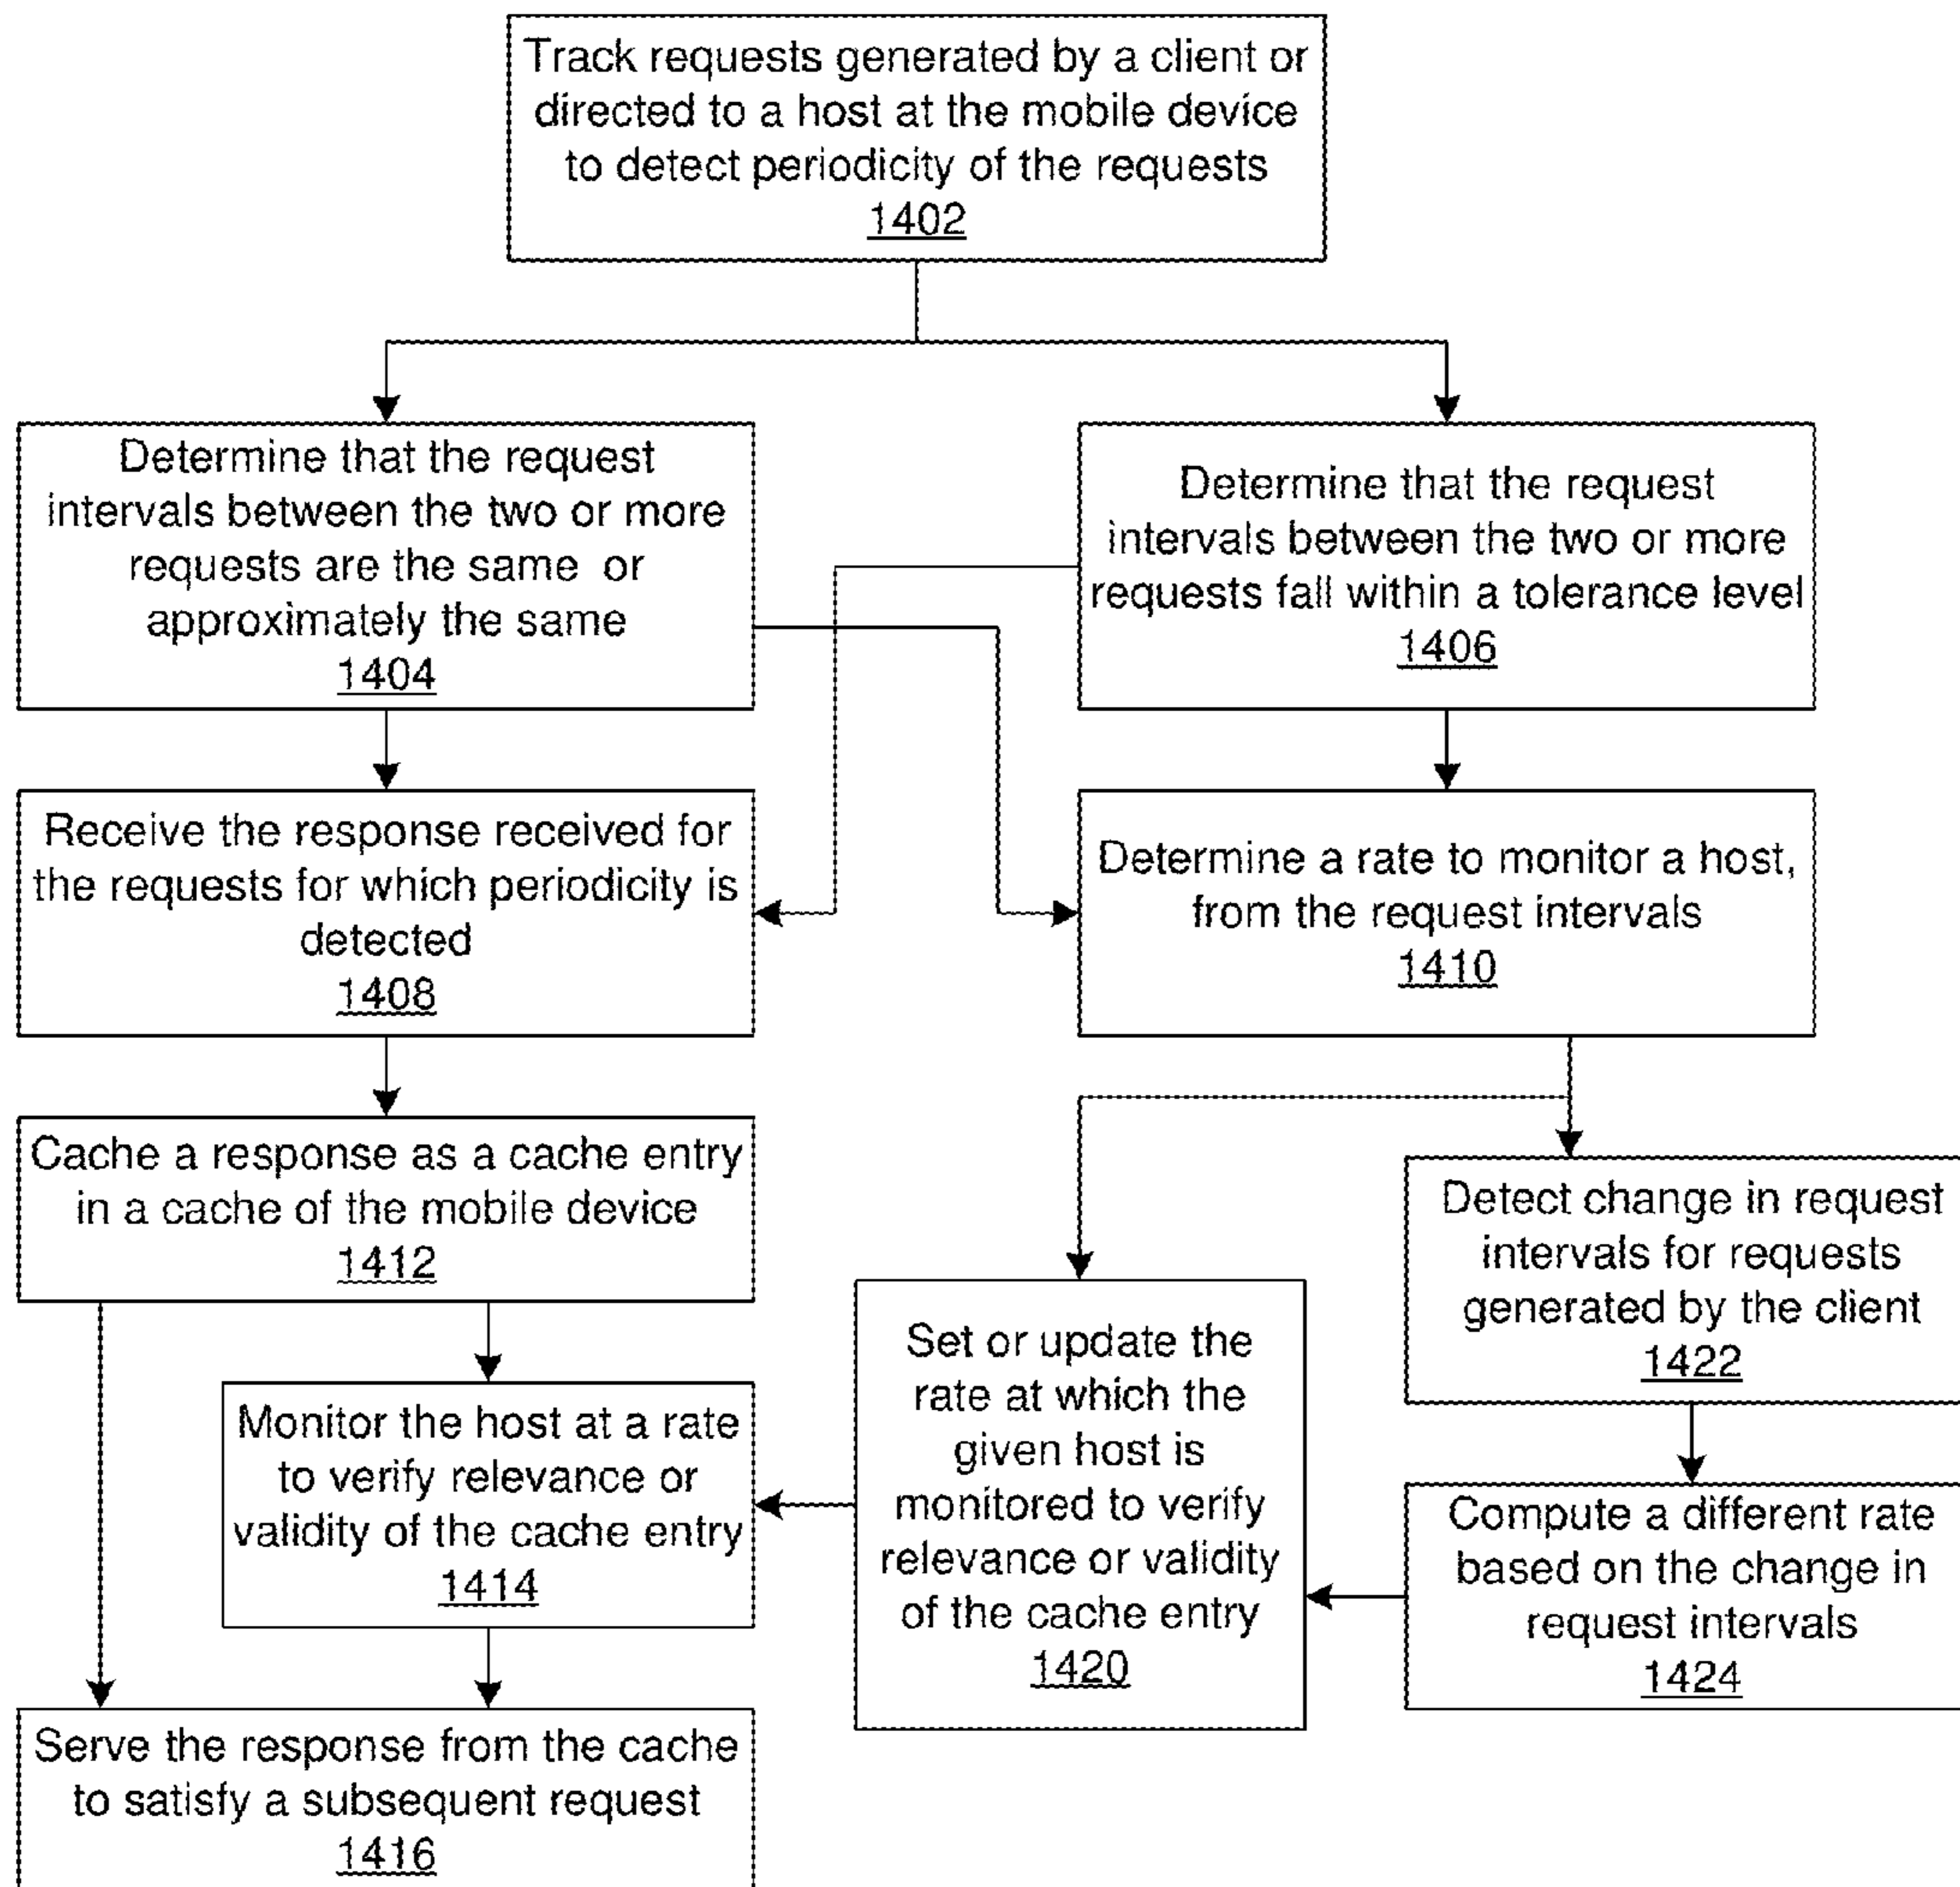 Track requests generated by a client or
directed to a host at the mobile device
to detect periodicity of the requests
1402
Determine that the request
intervals between the two or more
requests are the same or
approximately the same
1404
Determine that the request
intervals between the two or more
requests fall within a tolerance level
1406
Receive the response received for
the requests for which periodicity is
detected
1408
Determine a rate to monitor a host,
from the request intervals
1410
Cache a response as a cache entry
in a cache of the mobile device
1412
Detect change in request
intervals for requests
generated by the client
1422
Set or update the
rate at which the
given host is
monitored to verify
relevance or validity
of the cache entry
1420
Monitor the host at a rate
to verify relevance or
validity of the cache entry
1414
Compute a different rate
based on the change in
request intervals
1424
Serve the response from the cache
to satisfy a subsequent request
1416